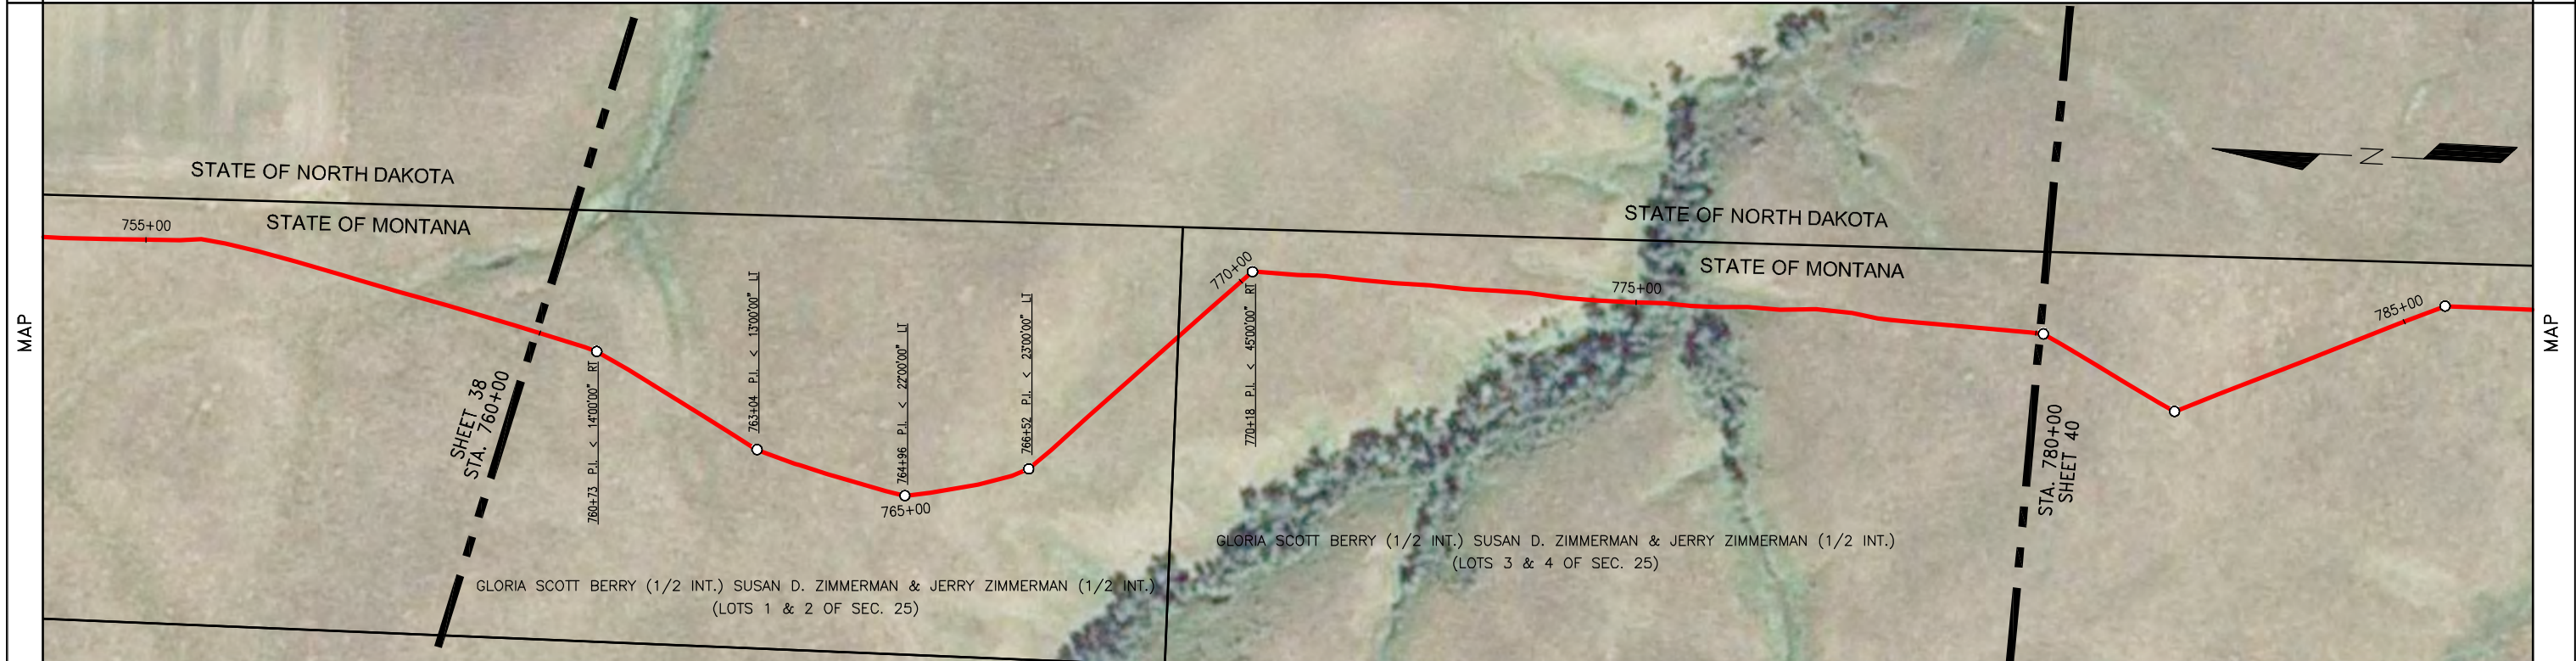 MAP
STATE OF NORTH DAKOTA
STATE OF MONTANA
755+00
SHEET 38
STA. 760+00
760+73 P.I. < 14°00'00" RT
763+04 P.I. < 13°00'00" LT
764+96 P.I. < 22°00'00" LT
765+00
766+52 P.I. < 23°00'00" LT
770+00
770+18 P.I. < 45°00'00" RT
GLORIA SCOTT BERRY (1/2 INT.) SUSAN D. ZIMMERMAN & JERRY ZIMMERMAN (1/2 INT.)
(LOTS 1 & 2 OF SEC. 25)
STATE OF NORTH DAKOTA
STATE OF MONTANA
775+00
GLORIA SCOTT BERRY (1/2 INT.) SUSAN D. ZIMMERMAN & JERRY ZIMMERMAN (1/2 INT.)
(LOTS 3 & 4 OF SEC. 25)
STA. 780+00
SHEET 40
785+00
N
MAP